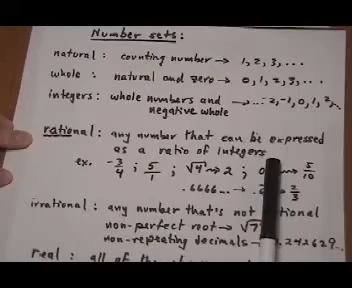 Number sets:
natural : counting number → 1, 2, 3, ...
whole : natural and zero → 0, 1, 2, 3, ...
integers : whole numbers and → ...-2, -1, 0, 1, 2, ...
negative whole
rational : any number that can be expressed
as a ratio of integers
ex. -3/4 ; 5/1 ; √4 → 2 ; 0 → 5/10
.6666... → 2/3
irrational : any number that's not
non-perfect root → √7
non-repeating decimals → .242629...
real : all of the